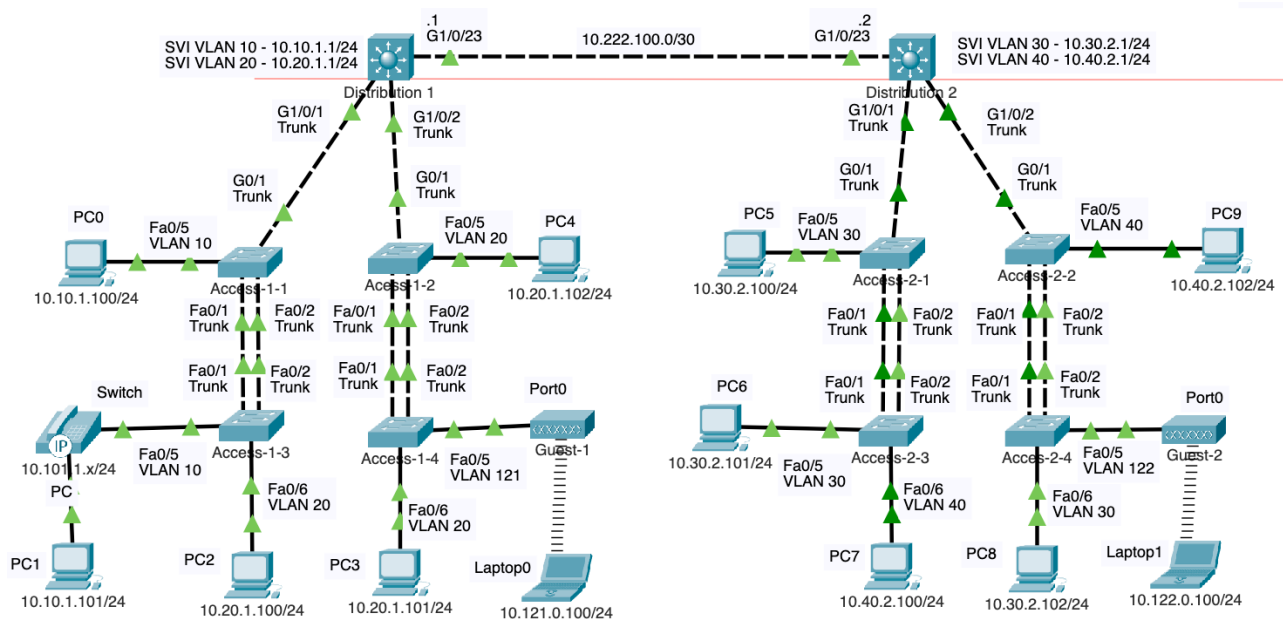 .1
.2
G1/0/23
10.222.100.0/30
G1/0/23
SVI VLAN 10 - 10.10.1.1/24
SVI VLAN 20 - 10.20.1.1/24
SVI VLAN 30 - 10.30.2.1/24
SVI VLAN 40 - 10.40.2.1/24
Distribution 1
Distribution 2
G1/0/1
Trunk
G1/0/2
Trunk
G1/0/1
Trunk
G1/0/2
Trunk
G0/1
Trunk
G0/1
Trunk
G0/1
Trunk
G0/1
Trunk
PC0
Fa0/5
VLAN 10
10.10.1.100/24
Access-1-1
PC4
Fa0/5
VLAN 20
10.20.1.102/24
Acess-1-2
PC5
Fa0/5
VLAN 30
10.30.2.100/24
Access-2-1
PC9
Fa0/5
VLAN 40
10.40.2.102/24
Access-2-2
Fa0/1
Trunk
Fa0/2
Trunk
Fa0/1
Trunk
Fa0/2
Trunk
Fa0/1
Trunk
Fa0/2
Trunk
Fa0/1
Trunk
Fa0/2
Trunk
Fa0/1
Trunk
Fa0/2
Trunk
Fa0/1
Trunk
Fa0/2
Trunk
Fa0/1
Trunk
Fa0/2
Trunk
Fa0/1
Trunk
Fa0/2
Trunk
Switch
IP
10.101.1.x/24
PC
Fa0/5
VLAN 10
Access-1-3
Fa0/6
VLAN 20
PC1
10.10.1.101/24
PC2
10.20.1.100/24
Access-1-4
Port0
Guest-1
Fa0/5
VLAN 121
Fa0/6
VLAN 20
PC3
10.20.1.101/24
Laptop0
10.121.0.100/24
PC6
10.30.2.101/24
Fa0/5
VLAN 30
Access-2-3
Fa0/6
VLAN 40
PC7
10.40.2.100/24
Acces-2-4
Port0
Guest-2
Fa0/5
VLAN 122
Fa0/6
VLAN 30
PC8
10.30.2.102/24
Laptop1
10.122.0.100/24